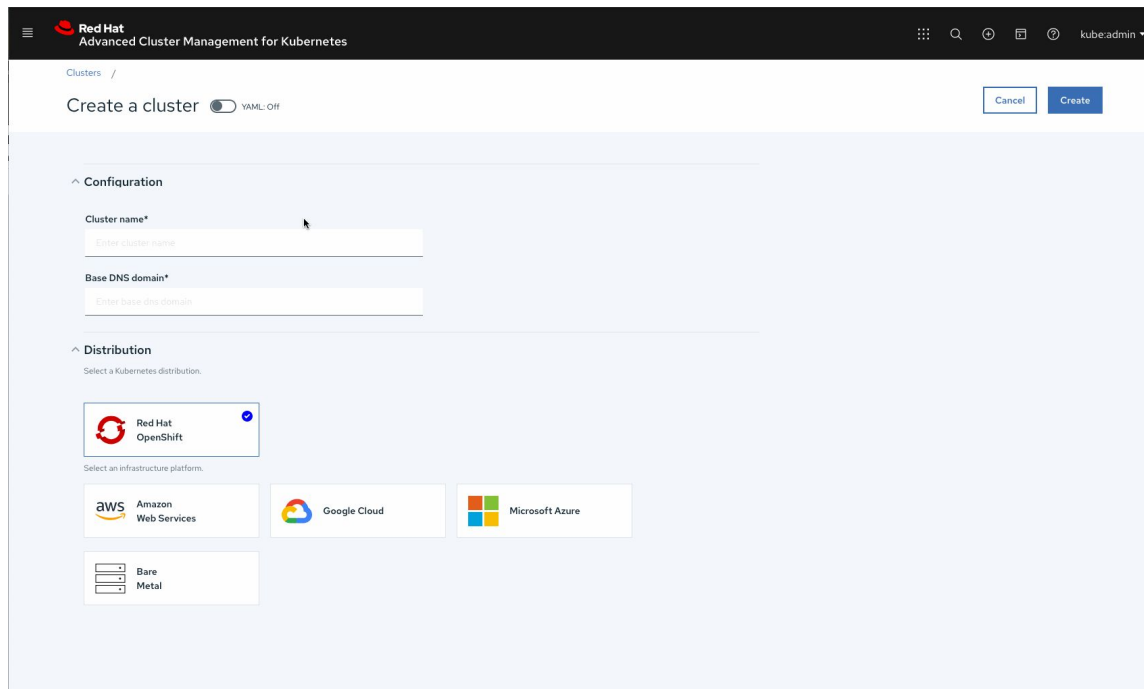 Red Hat
Advanced Cluster Management for Kubernetes
kube:admin
Clusters /
Create a cluster YAML: Off
Cancel
Create
Configuration
Cluster name*
Enter cluster name
Base DNS domain*
Enter base dns domain
Distribution
Select a Kubernetes distribution.
Red Hat
OpenShift
Select an infrastructure platform.
aws
Amazon
Web Services
Google Cloud
Microsoft Azure
Bare
Metal